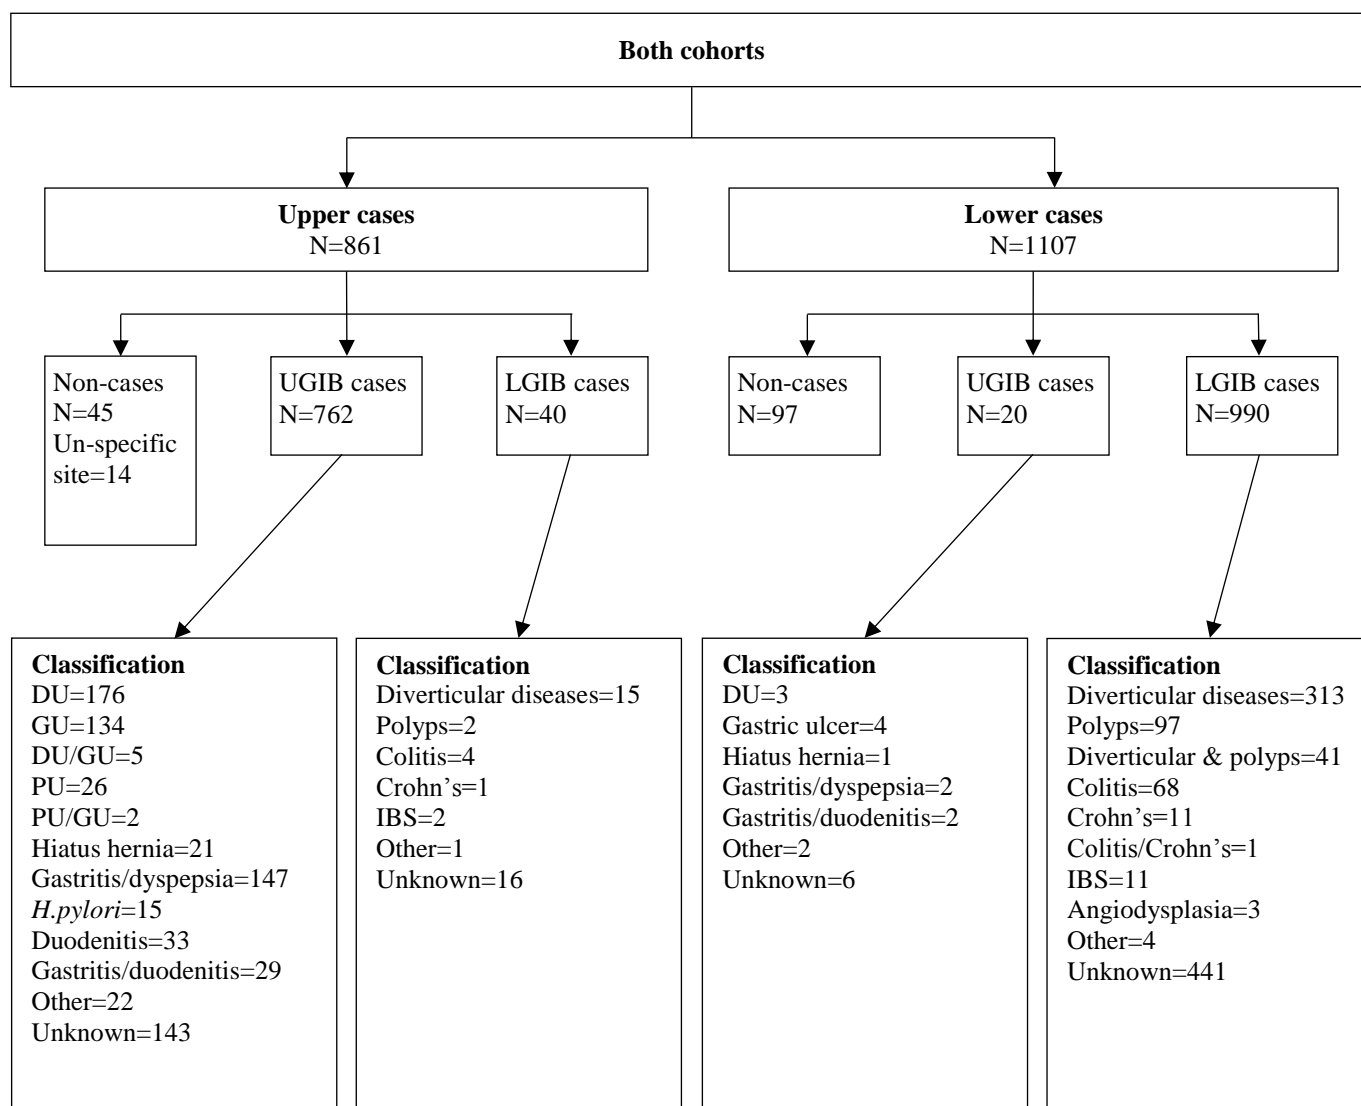 Both cohorts
Upper cases
N=861
Lower cases
N=1107
Non-cases
N=45
Un-specific
site=14
UGIB cases
N=762
LGIB cases
N=40
Non-cases
N=97
UGIB cases
N=20
LGIB cases
N=990
Classification
DU=176
GU=134
DU/GU=5
PU=26
PU/GU=2
Hiatus hernia=21
Gastritis/dyspepsia=147
H.pylori=15
Duodenitis=33
Gastritis/duodenitis=29
Other=22
Unknown=143
Classification
Diverticular diseases=15
Polyps=2
Colitis=4
Crohn’s=1
IBS=2
Other=1
Unknown=16
Classification
DU=3
Gastric ulcer=4
Hiatus hernia=1
Gastritis/dyspepsia=2
Gastritis/duodenitis=2
Other=2
Unknown=6
Classification
Diverticular diseases=313
Polyps=97
Diverticular & polyps=41
Colitis=68
Crohn’s=11
Colitis/Crohn’s=1
IBS=11
Angiodysplasia=3
Other=4
Unknown=441